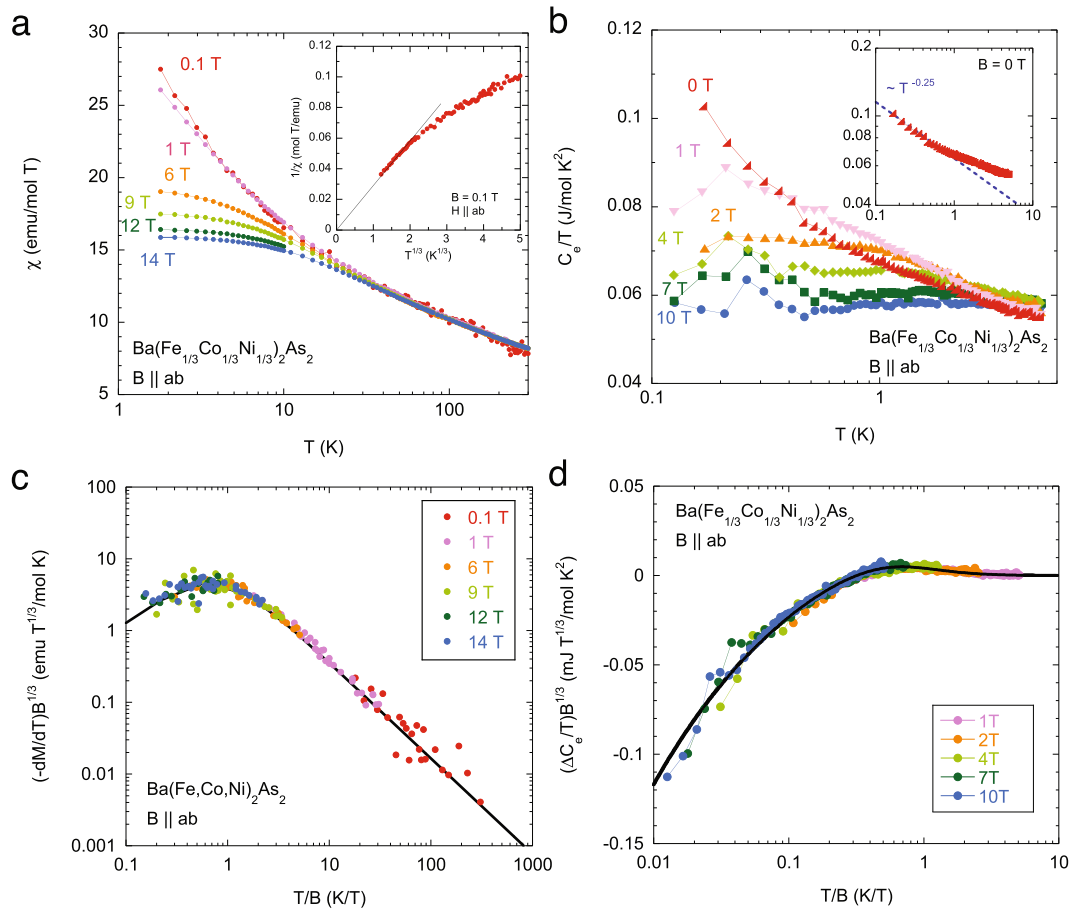 a
30
25
20
15
10
5
χ (emu/mol T)
0.1 T
1 T
6 T
9 T
12 T
14 T
Ba(Fe1/3Co1/3Ni1/3)2As2
B || ab
1
10
100
T (K)
0.12
0.1
0.08
0.06
0.04
0.02
0
1/χ (mol T/emu)
B = 0.1 T
H || ab
0 1 2 3 4 5
T^1/3 (K^1/3)
b
0.12
0.1
0.08
0.06
0.04
Ce/T (J/mol K²)
0 T
1 T
2 T
4 T
7 T
10 T
Ba(Fe1/3Co1/3Ni1/3)2As2
B || ab
0.1
1
T (K)
0.2
0.1
0.08
0.06
0.04
B = 0 T
~ T^-0.25
0.1 1 10
c
100
10
1
0.1
0.01
0.001
(-dM/dT)B^1/3 (emu T^1/3/mol K)
0.1 T
1 T
6 T
9 T
12 T
14 T
Ba(Fe,Co,Ni)2As2
B || ab
0.1 1 10 100 1000
T/B (K/T)
d
0.05
0
-0.05
-0.1
-0.15
(ΔCe/T)B^1/3 (mJ T^1/3/mol K²)
Ba(Fe1/3Co1/3Ni1/3)2As2
B || ab
1T
2T
4T
7T
10T
0.01 0.1 1 10
T/B (K/T)